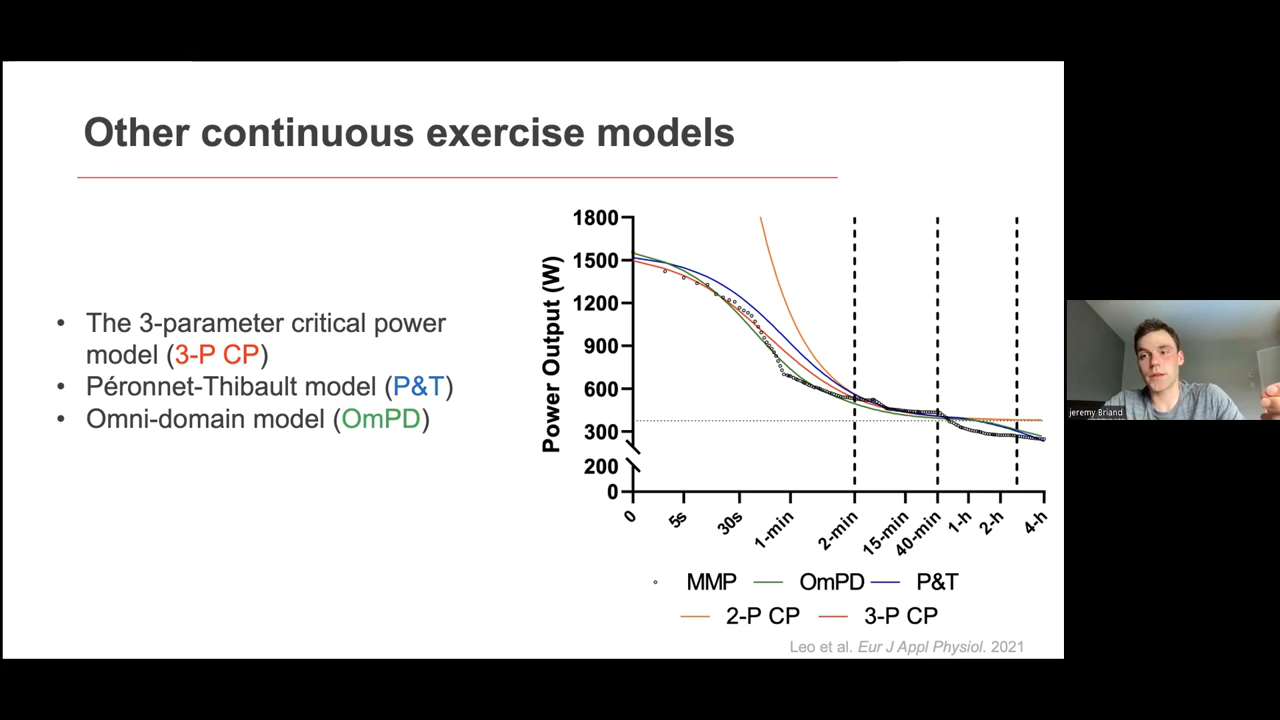 Other continuous exercise models
• The 3-parameter critical power
model (3-P CP)
• Péronnet-Thibault model (P&T)
• Omni-domain model (OmPD)
Power Output (W)
1800
1500
1200
900
600
300
200
0
0
5s
30s
1-min
2-min
15-min
40-min
1-h
2-h
4-h
MMP
OmPD
P&T
2-P CP
3-P CP
Leo et al. Eur J Appl Physiol. 2021
jeremy Briand